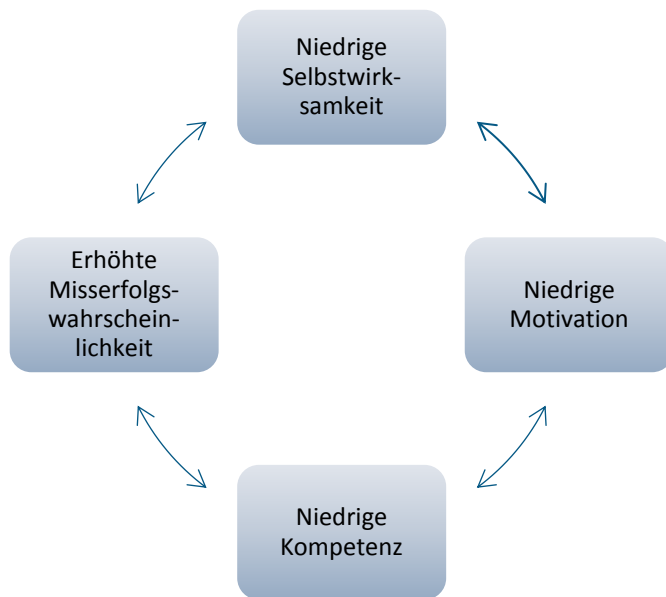 Niedrige
Selbstwirk-
samkeit
Erhöhte
Misserfolgs-
wahrschein-
lichkeit
Niedrige
Motivation
Niedrige
Kompetenz